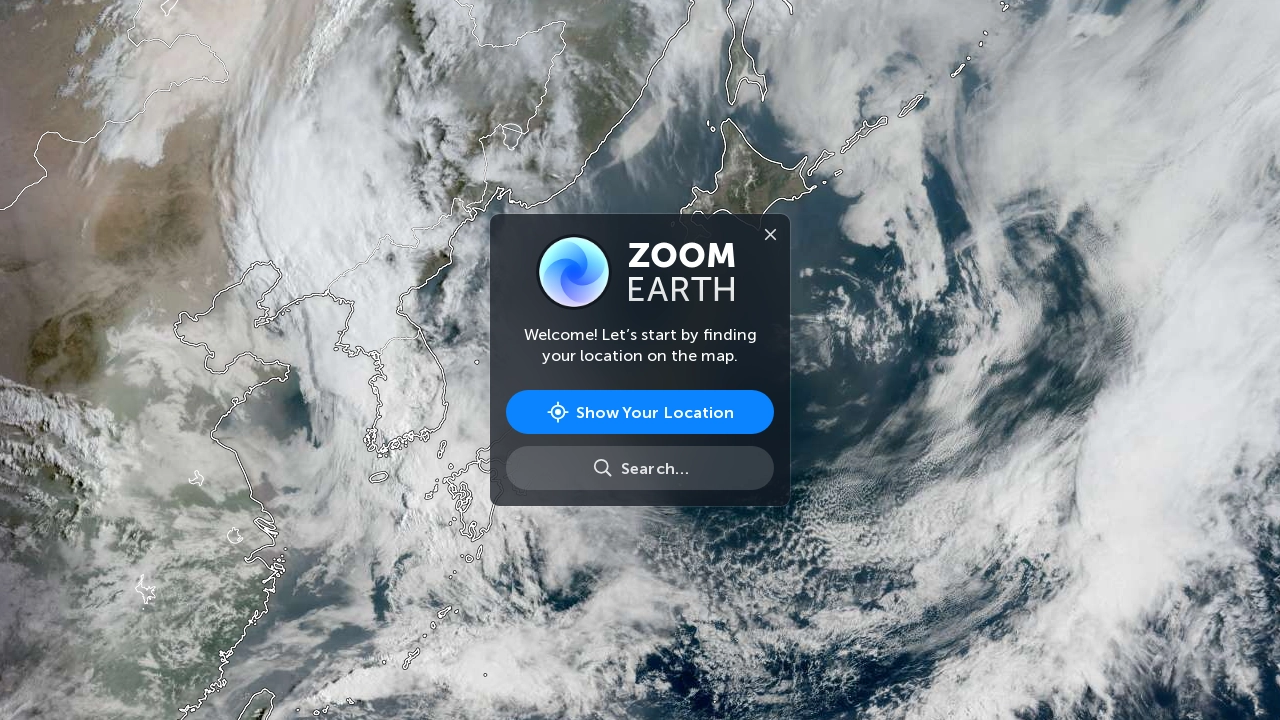 ZOOM
EARTH
Welcome! Let’s start by finding
your location on the map.
Show Your Location
Search…